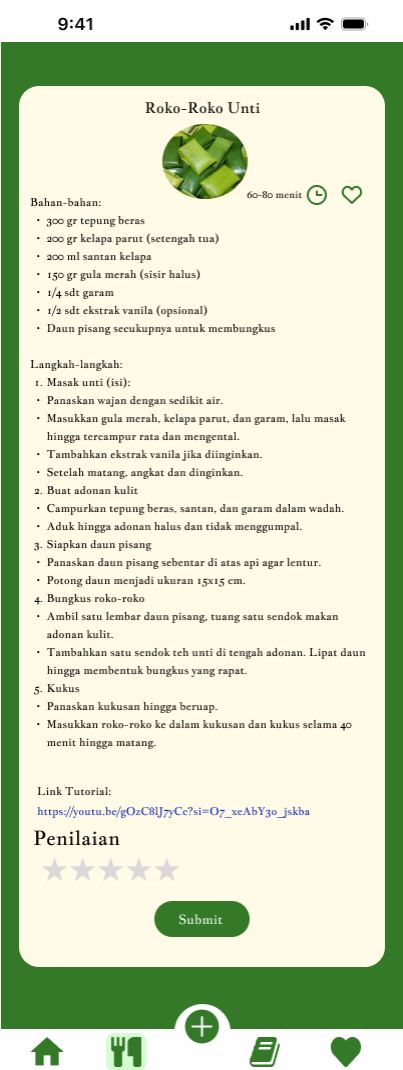 9:41
Roko-Roko Unti
60-80 menit
Bahan-bahan:
• 300 gr tepung beras
• 200 gr kelapa parut (setengah tua)
• 200 ml santan kelapa
• 150 gr gula merah (sisir halus)
• 1/4 sdt garam
• 1/2 sdt ekstrak vanila (opsional)
• Daun pisang secukupnya untuk membungkus
Langkah-langkah:
1. Masak unti (isi):
• Panaskan wajan dengan sedikit air.
• Masukkan gula merah, kelapa parut, dan garam, lalu masak
hingga tercampur rata dan mengental.
• Tambahkan ekstrak vanila jika diinginkan.
• Setelah matang, angkat dan dinginkan.
2. Buat adonan kulit
• Campurkan tepung beras, santan, dan garam dalam wadah.
• Aduk hingga adonan halus dan tidak menggumpal.
3. Siapkan daun pisang
• Panaskan daun pisang sebentar di atas api agar lentur.
• Potong daun menjadi ukuran 15x15 cm.
4. Bungkus roko-roko
• Ambil satu lembar daun pisang, tuang satu sendok makan
adonan kulit.
• Tambahkan satu sendok teh unti di tengah adonan. Lipat daun
hingga membentuk bungkus yang rapat.
5. Kukus
• Panaskan kukusan hingga beruap.
• Masukkan roko-roko ke dalam kukusan dan kukus selama 40
menit hingga matang.
Link Tutorial:
https://youtu.be/gOzC8lJ7yCc?si=O7_xeAbY3o_jskba
Penilaian
Submit